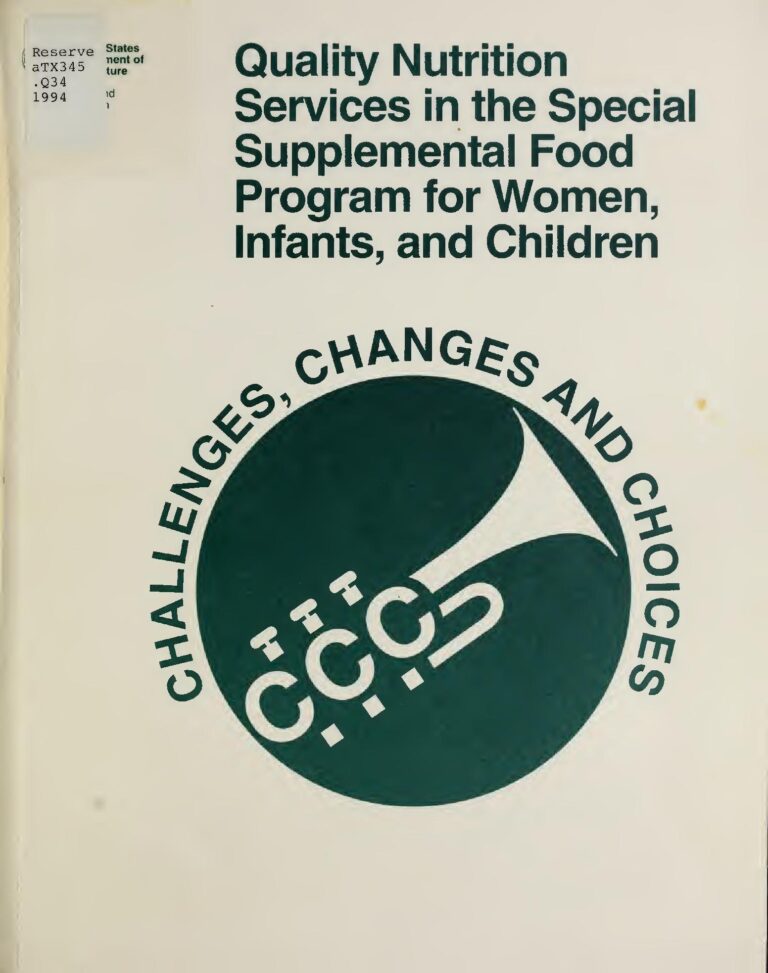 Reserve
aTX345
.Q34
1994
States
ment of
ture
Quality Nutrition
Services in the Special
Supplemental Food
Program for Women,
Infants, and Children
CHALLENGES, CHANGES AND CHOICES
CCC